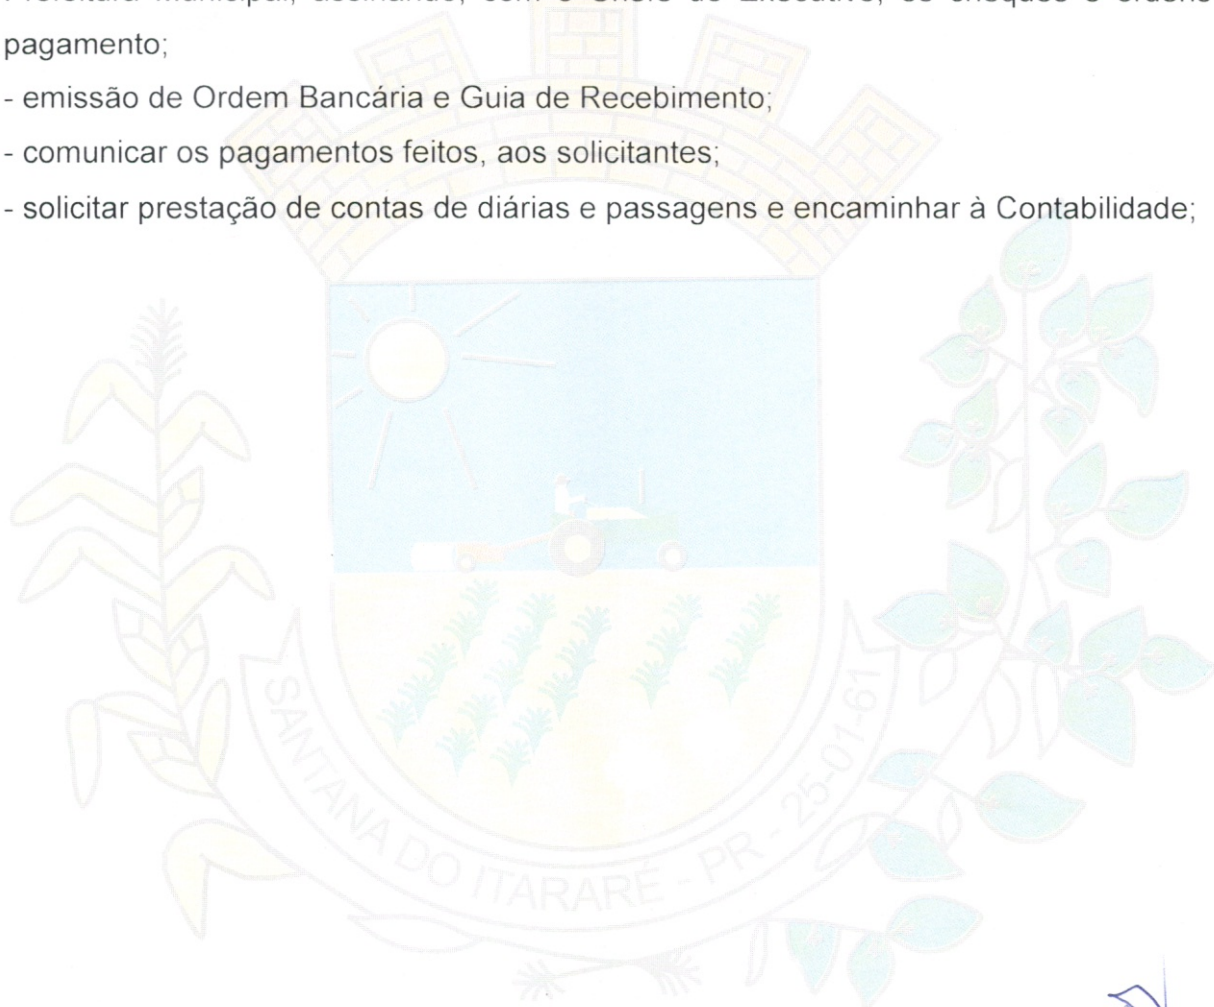 pagamento;
- emissão de Ordem Bancária e Guia de Recebimento;
- comunicar os pagamentos feitos, aos solicitantes;
- solicitar prestação de contas de diárias e passagens e encaminhar à Contabilidade;
SANTANA DO ITARARÉ - PR - 25-01-61